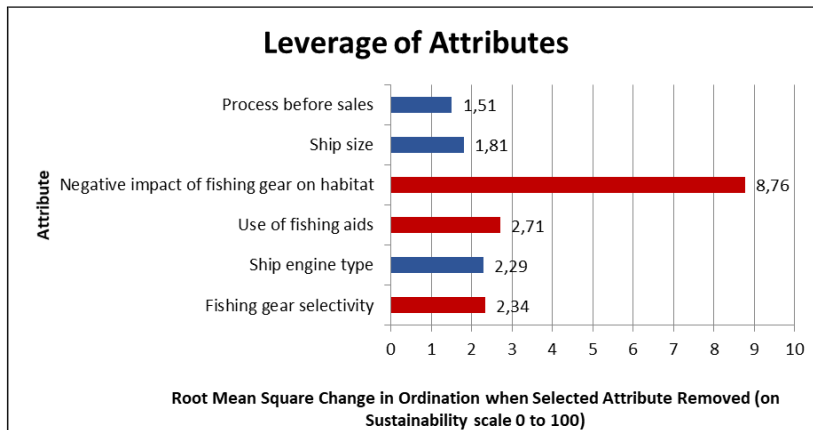 Leverage of Attributes
Attribute
Process before sales
1,51
Ship size
1,81
Negative impact of fishing gear on habitat
8,76
Use of fishing aids
2,71
Ship engine type
2,29
Fishing gear selectivity
2,34
0 1 2 3 4 5 6 7 8 9 10
Root Mean Square Change in Ordination when Selected Attribute Removed (on
Sustainability scale 0 to 100)